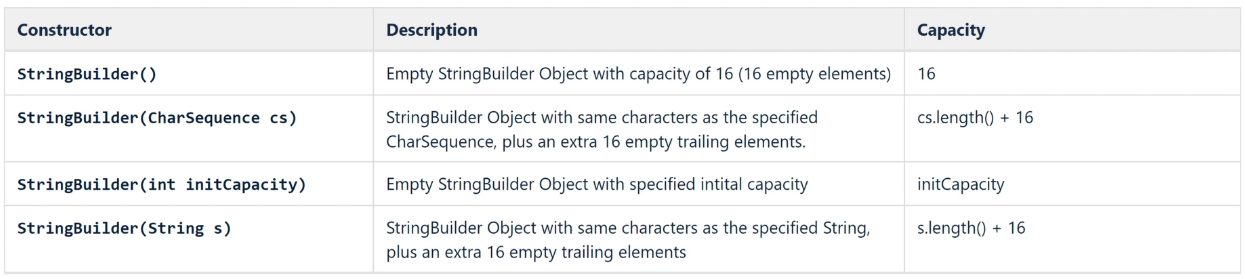 Constructor Description Capacity
StringBuilder() Empty StringBuilder Object with capacity of 16 (16 empty elements) 16
StringBuilder(CharSequence cs) StringBuilder Object with same characters as the specified cs.length() + 16
CharSequence, plus an extra 16 empty trailing elements.
StringBuilder(int initCapacity) Empty StringBuilder Object with specified intital capacity initCapacity
StringBuilder(String s) StringBuilder Object with same characters as the specified String, s.length() + 16
plus an extra 16 empty trailing elements